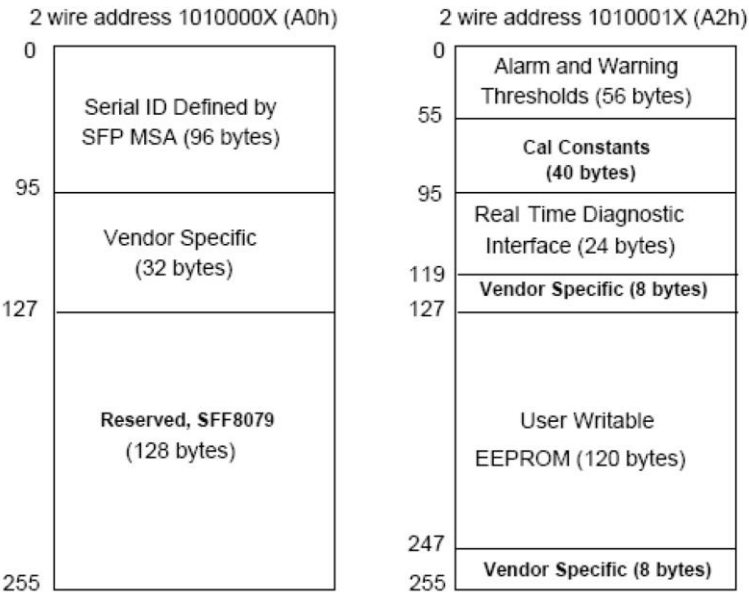 2 wire address 1010000X (A0h)
0
Serial ID Defined by
SFP MSA (96 bytes)
95
Vendor Specific
(32 bytes)
127
Reserved, SFF8079
(128 bytes)
255
2 wire address 1010001X (A2h)
0
Alarm and Warning
Thresholds (56 bytes)
55
Cal Constants
(40 bytes)
95
Real Time Diagnostic
Interface (24 bytes)
119
Vendor Specific (8 bytes)
127
User Writable
EEPROM (120 bytes)
247
Vendor Specific (8 bytes)
255